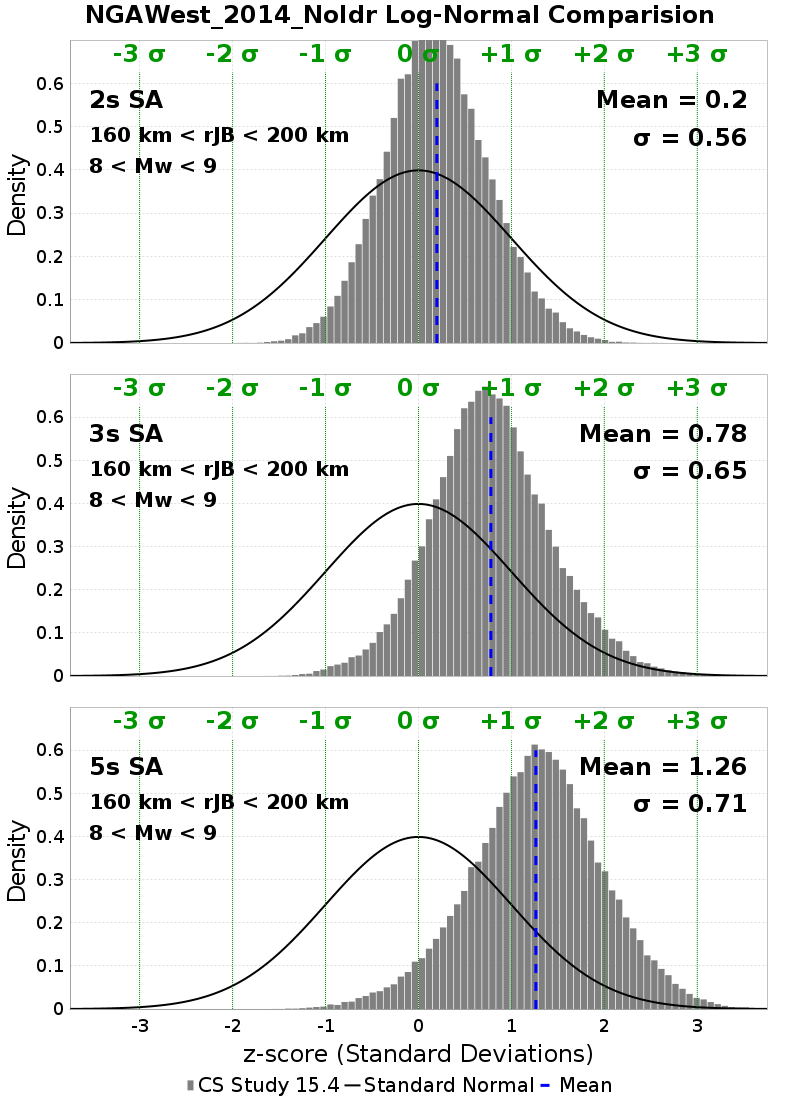 NGAWest_2014_NoIdr Log-Normal Comparision
-3 σ -2 σ -1 σ 0 σ +1 σ +2 σ +3 σ
2s SA
Mean = 0.2
160 km < rJB < 200 km
σ = 0.56
8 < Mw < 9
Density
0.6
0.5
0.4
0.3
0.2
0.1
0
-3 σ -2 σ -1 σ 0 σ +1 σ +2 σ +3 σ
3s SA
Mean = 0.78
160 km < rJB < 200 km
σ = 0.65
8 < Mw < 9
Density
0.6
0.5
0.4
0.3
0.2
0.1
0
-3 σ -2 σ -1 σ 0 σ +1 σ +2 σ +3 σ
5s SA
Mean = 1.26
160 km < rJB < 200 km
σ = 0.71
8 < Mw < 9
Density
0.6
0.5
0.4
0.3
0.2
0.1
0
-3 -2 -1 0 1 2 3
z-score (Standard Deviations)
CS Study 15.4 Standard Normal Mean